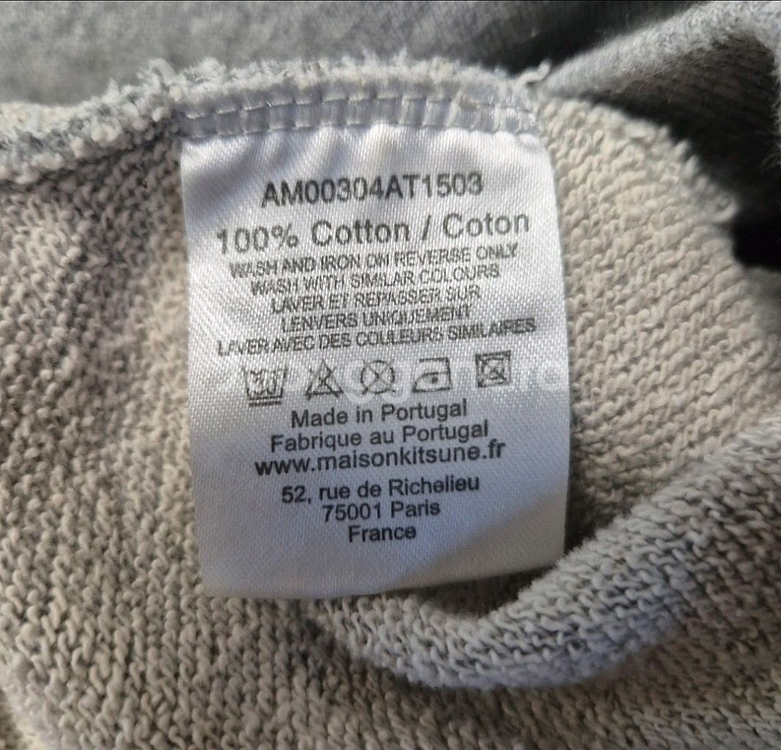 AM00304AT1503
100% Cotton / Coton
WASH AND IRON ON REVERSE ONLY
WASH WITH SIMILAR COLOURS
LAVER ET REPASSER SUR
LENVERS UNIQUEMENT
LAVER AVEC DES COULEURS SIMILAIRES
30
Made in Portugal
Fabrique au Portugal
www.maisonkitsune.fr
52, rue de Richelieu
75001 Paris
France